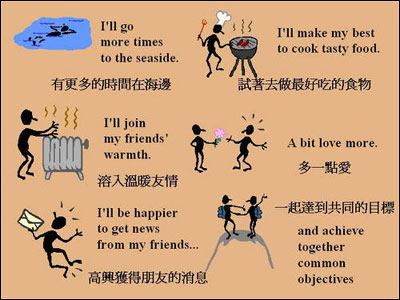 I'll go
more times
to the seaside.
有更多的時間在海邊
I'll make my best
to cook tasty food.
試著去做最好吃的食物
I'll join
my friends'
warmth.
溶入溫暖友情
A bit love more.
多一點愛
I'll be happier
to get news
from my friends...
高興獲得朋友的消息
一起達到共同的目標
and achieve
together
common
objectives